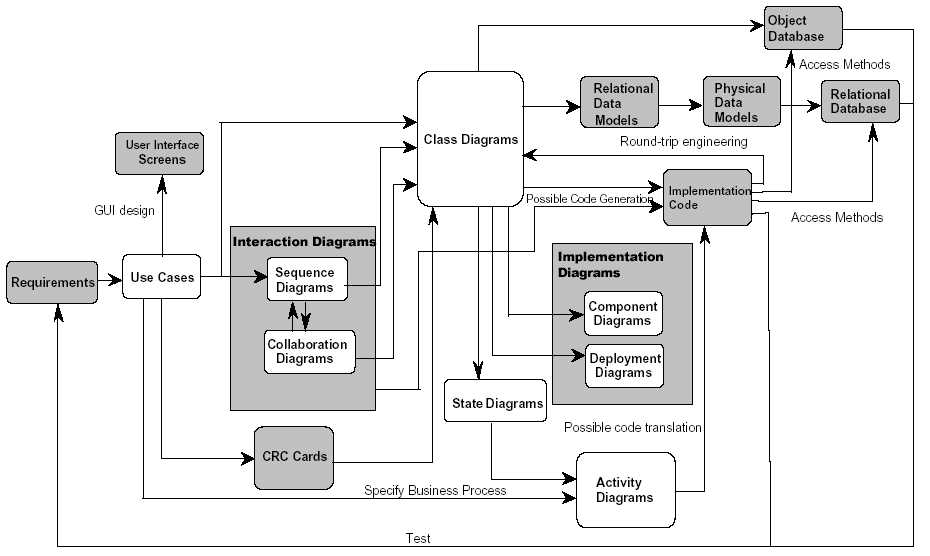 Object
Database
Access Methods
Relational
Data
Models
Physical
Data
Models
Relational
Database
Class Diagrams
User Interface
Screens
Round-trip engineering
GUI design
Possible Code Generation
Implementation
Code
Access Methods
Interaction Diagrams
Implementation
Diagrams
Requirements
Use Cases
Sequence
Diagrams
Component
Diagrams
Collaboration
Diagrams
Deployment
Diagrams
State Diagrams
Possible code translation
CRC Cards
Specify Business Process
Activity
Diagrams
Test